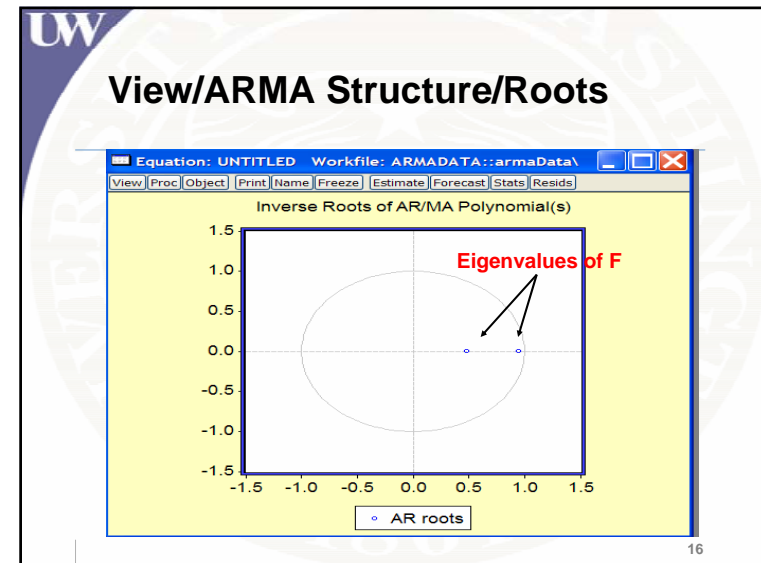 UW
View/ARMA Structure/Roots
Equation: UNTITLED Workfile: ARMADATA::armaData\
View Proc Object Print Name Freeze Estimate Forecast Stats Resids
Inverse Roots of AR/MA Polynomial(s)
Eigenvalues of F
1.5
1.0
0.5
0.0
-0.5
-1.0
-1.5
-1.5 -1.0 -0.5 0.0 0.5 1.0 1.5
AR roots
16